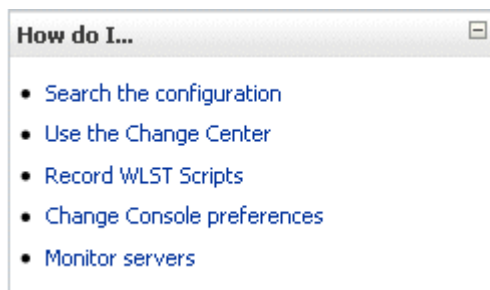 How do I...
Search the configuration
Use the Change Center
Record WLST Scripts
Change Console preferences
Monitor servers